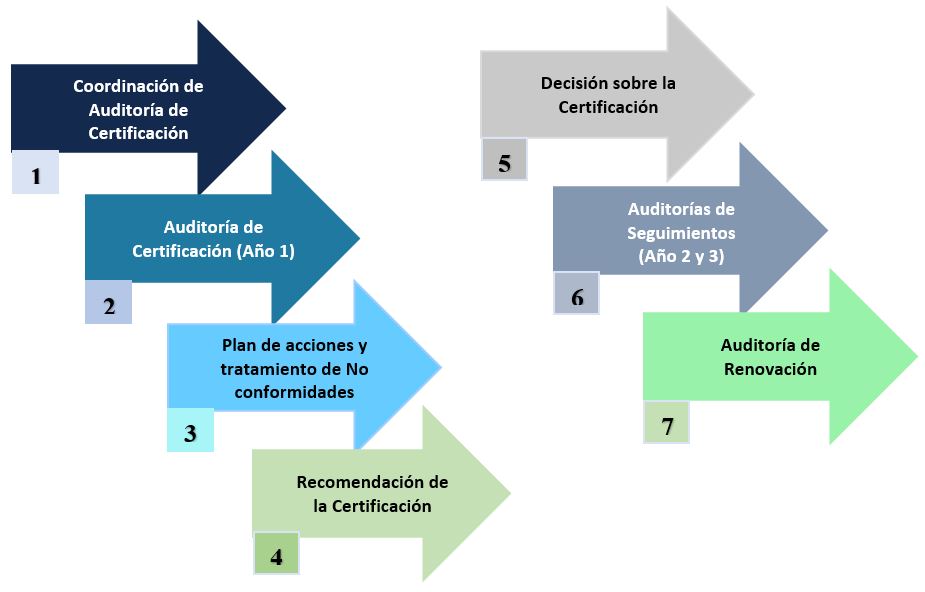 Coordinación de
Auditoría de
Certificación
1
Auditoría de
Certificación (Año 1)
2
Plan de acciones y
tratamiento de No
conformidades
3
Recomendación de
la Certificación
4
Decisión sobre la
Certificación
5
Auditorías de
Seguimientos
(Año 2 y 3)
6
Auditoría de
Renovación
7